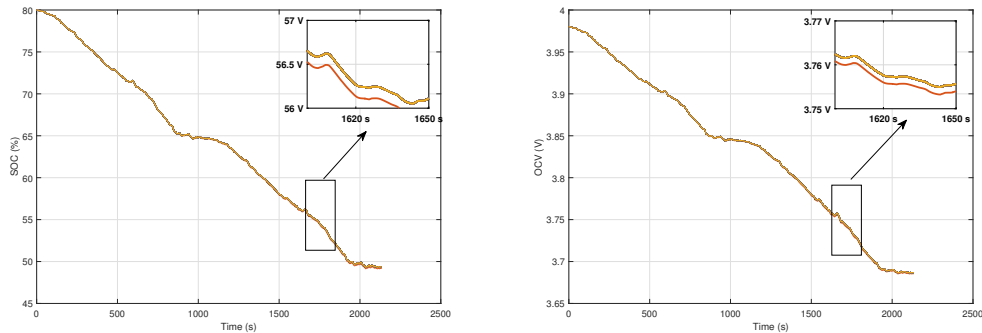 80
75
70
65
60
55
50
45
SOC (%)
0
500
1000
1500
2000
2500
Time (s)
57 V
56.5 V
56 V
1620 s
1650 s
4
3.95
3.9
3.85
3.8
3.75
3.7
3.65
OCV (V)
0
500
1000
1500
2000
2500
Time (s)
3.77 V
3.76 V
3.75 V
1620 s
1650 s